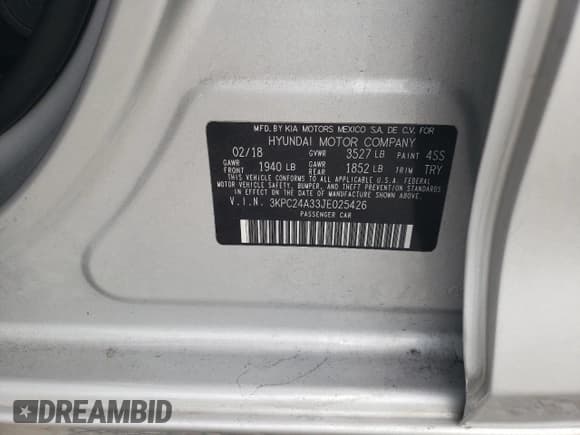 MFD. BY KIA MOTORS MEXICO S.A. DE C.V. FOR
HYUNDAI MOTOR COMPANY
02/18 GVWR 3527 LB PAINT 4SS
GAWR FRONT 1940 LB GAWR REAR 1852 LB TRIM TRY
THIS VEHICLE CONFORMS TO ALL APPLICABLE U.S.A. FEDERAL
MOTOR VEHICLE SAFETY, BUMPER, AND THEFT PREVENTION STANDARDS
IN EFFECT ON THE DATE OF MANUFACTURE SHOWN ABOVE.
V.I.N. 3KPC24A33JE025426
PASSENGER CAR
DREAMBID